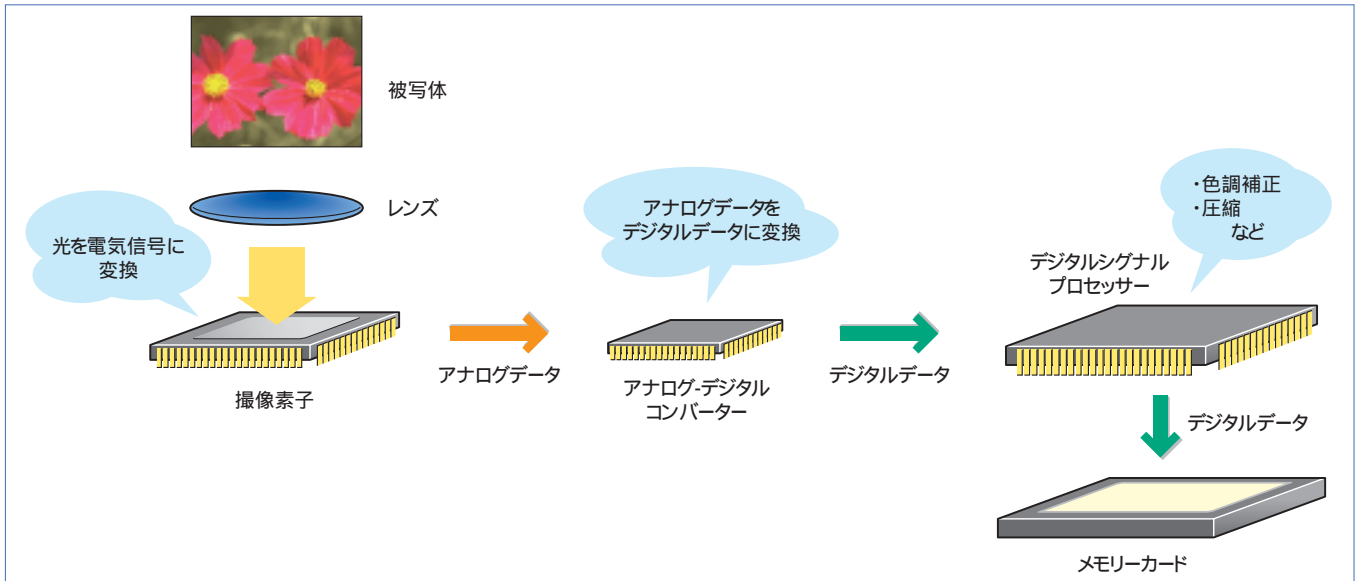 被写体
レンズ
光を電気信号に
変換
撮像素子
アナログデータ
アナログデータを
デジタルデータに変換
アナログ-デジタル
コンバーター
デジタルデータ
・色調補正
・圧縮
など
デジタルシグナル
プロセッサー
デジタルデータ
メモリーカード